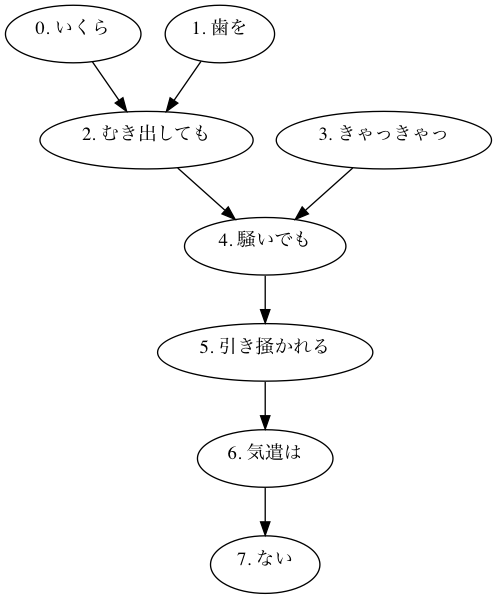 0. いくら
1. 歯を
2. むき出しても
3. きゃっきゃっ
4. 騒いでも
5. 引き掻かれる
6. 気遣は
7. ない